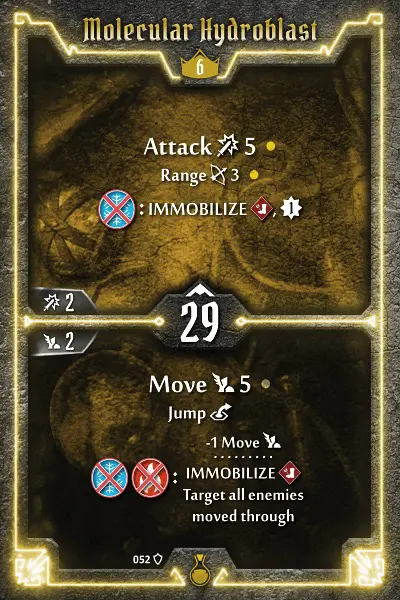 Molecular Hydroblast
6
Attack 5
Range 3
: IMMOBILIZE ,
2
29
2
Move 5
Jump
-1 Move
: IMMOBILIZE
Target all enemies
moved through
052